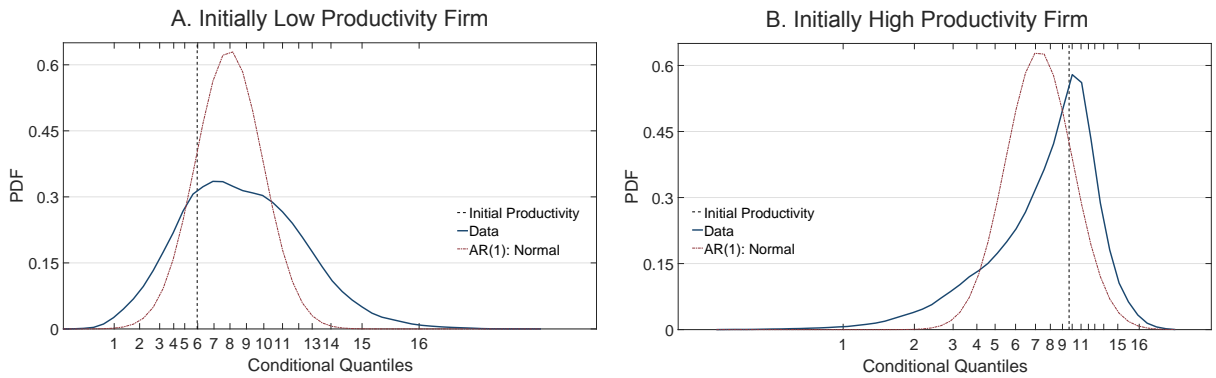 A. Initially Low Productivity Firm
0.6
0.45
0.3
0.15
0
PDF
Initial Productivity
Data
AR(1): Normal
1 2 3 4 5 6 7 8 9 10 11 13 14 15 16
Conditional Quantiles
B. Initially High Productivity Firm
0.6
0.45
0.3
0.15
0
PDF
Initial Productivity
Data
AR(1): Normal
1 2 3 4 5 6 7 8 9 11 15 16
Conditional Quantiles